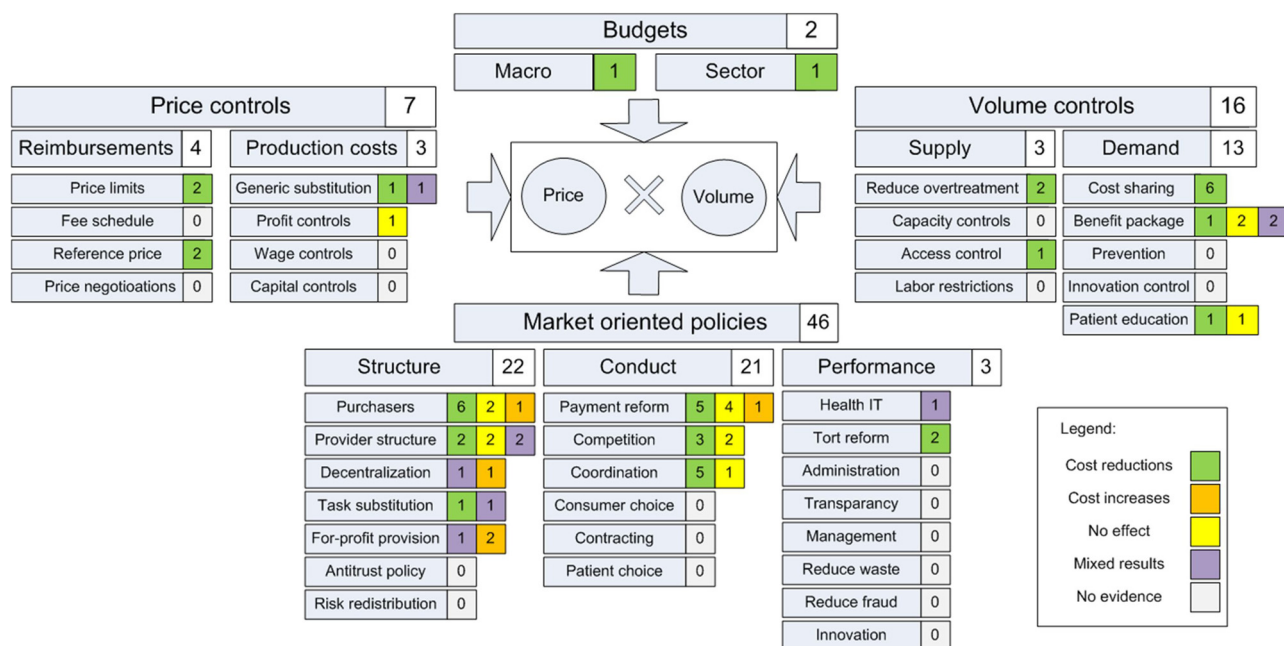 Budgets 2
Macro 1 Sector 1
Price controls 7
Reimbursements 4 Production costs 3
Price limits 2 Generic substitution 1 1
Fee schedule 0 Profit controls 1
Reference price 2 Wage controls 0
Price negotioations 0 Capital controls 0
Price Volume
Volume controls 16
Supply 3 Demand 13
Reduce overtreatment 2 Cost sharing 6
Capacity controls 0 Benefit package 1 2 2
Access control 1 Prevention 0
Labor restrictions 0 Innovation control 0
Patient education 1 1
Market oriented policies 46
Structure 22 Conduct 21 Performance 3
Purchasers 6 2 1 Payment reform 5 4 1 Health IT 1
Provider structure 2 2 2 Competition 3 2 Tort reform 2
Decentralization 1 1 Coordination 5 1 Administration 0
Task substitution 1 1 Consumer choice 0 Transparancy 0
For-profit provision 1 2 Contracting 0 Management 0
Antitrust policy 0 Patient choice 0 Reduce waste 0
Risk redistribution 0 Reduce fraud 0
Innovation 0
Legend:
Cost reductions
Cost increases
No effect
Mixed results
No evidence